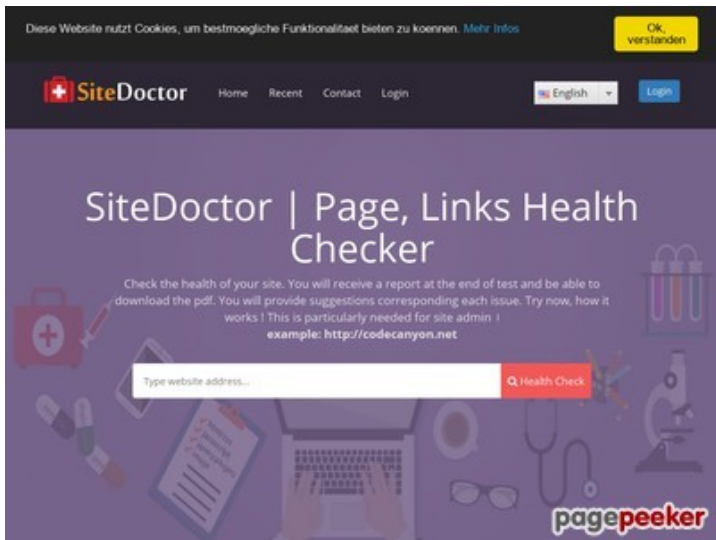 Diese Website nutzt Cookies, um bestmoegliche Funktionalitaet bieten zu koennen. Mehr Infos
Ok,
verstanden
SiteDoctor
Home
Recent
Contact
Login
English
Login
SiteDoctor | Page, Links Health
Checker
Check the health of your site. You will receive a report at the end of test and be able to
download the pdf. You will provide suggestions corresponding each issue. Try now, how it
works ! This is particularly needed for site admin !
example: http://codecanyon.net
Type website address...
Health Check
pagepeeker